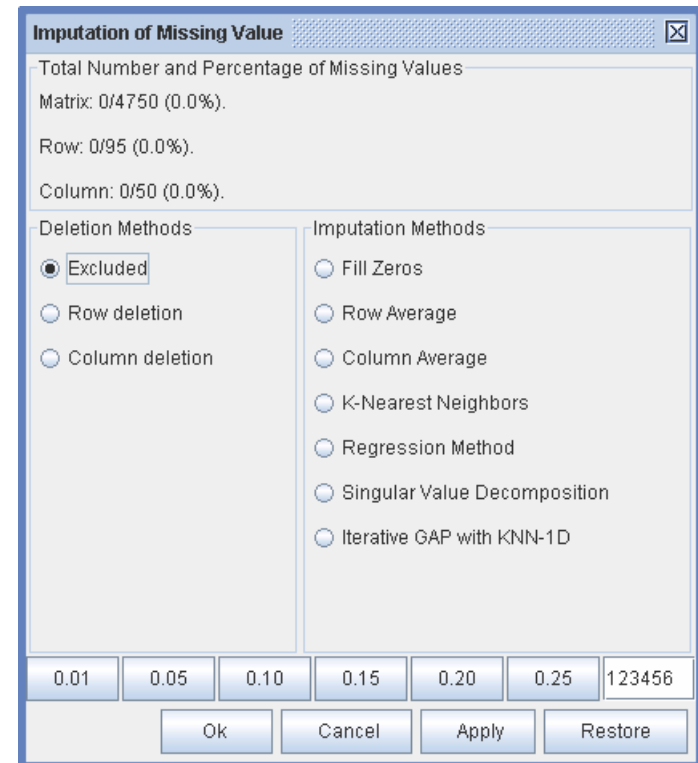 Imputation of Missing Value
Total Number and Percentage of Missing Values
Matrix: 0/4750 (0.0%).
Row: 0/95 (0.0%).
Column: 0/50 (0.0%).
Deletion Methods
Excluded
Row deletion
Column deletion
Imputation Methods
Fill Zeros
Row Average
Column Average
K-Nearest Neighbors
Regression Method
Singular Value Decomposition
Iterative GAP with KNN-1D
0.01 0.05 0.10 0.15 0.20 0.25 123456
Ok Cancel Apply Restore